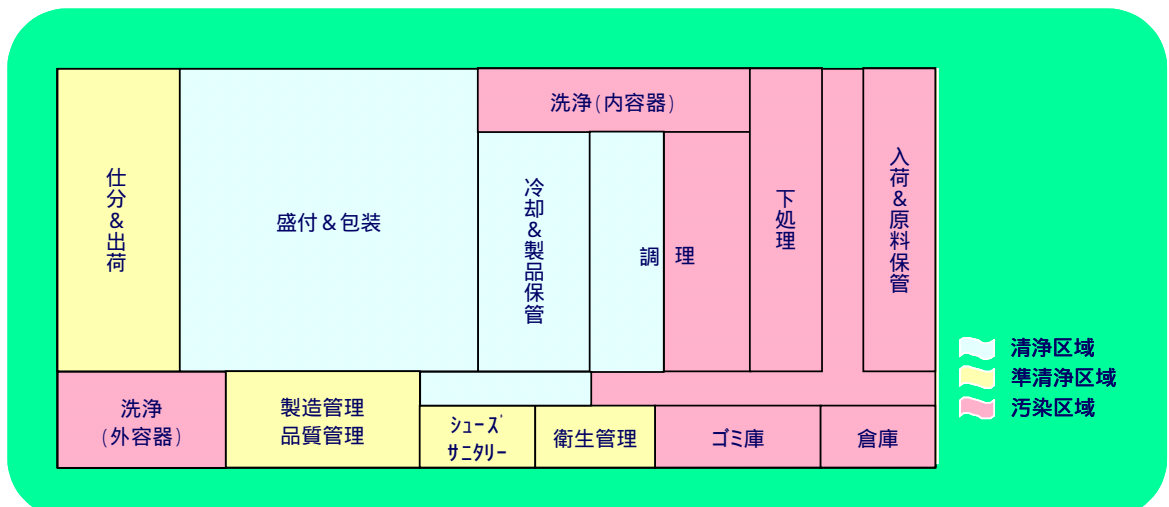 洗浄(内容器)
仕分&出荷
盛付&包装
冷却&製品保管
調理
下処理
入荷&原料保管
清浄区域
準清浄区域
汚染区域
洗浄
(外容器)
製造管理
品質管理
ｼｭｰｽﾞ
ｻﾆﾀﾘｰ
衛生管理
ゴミ庫
倉庫